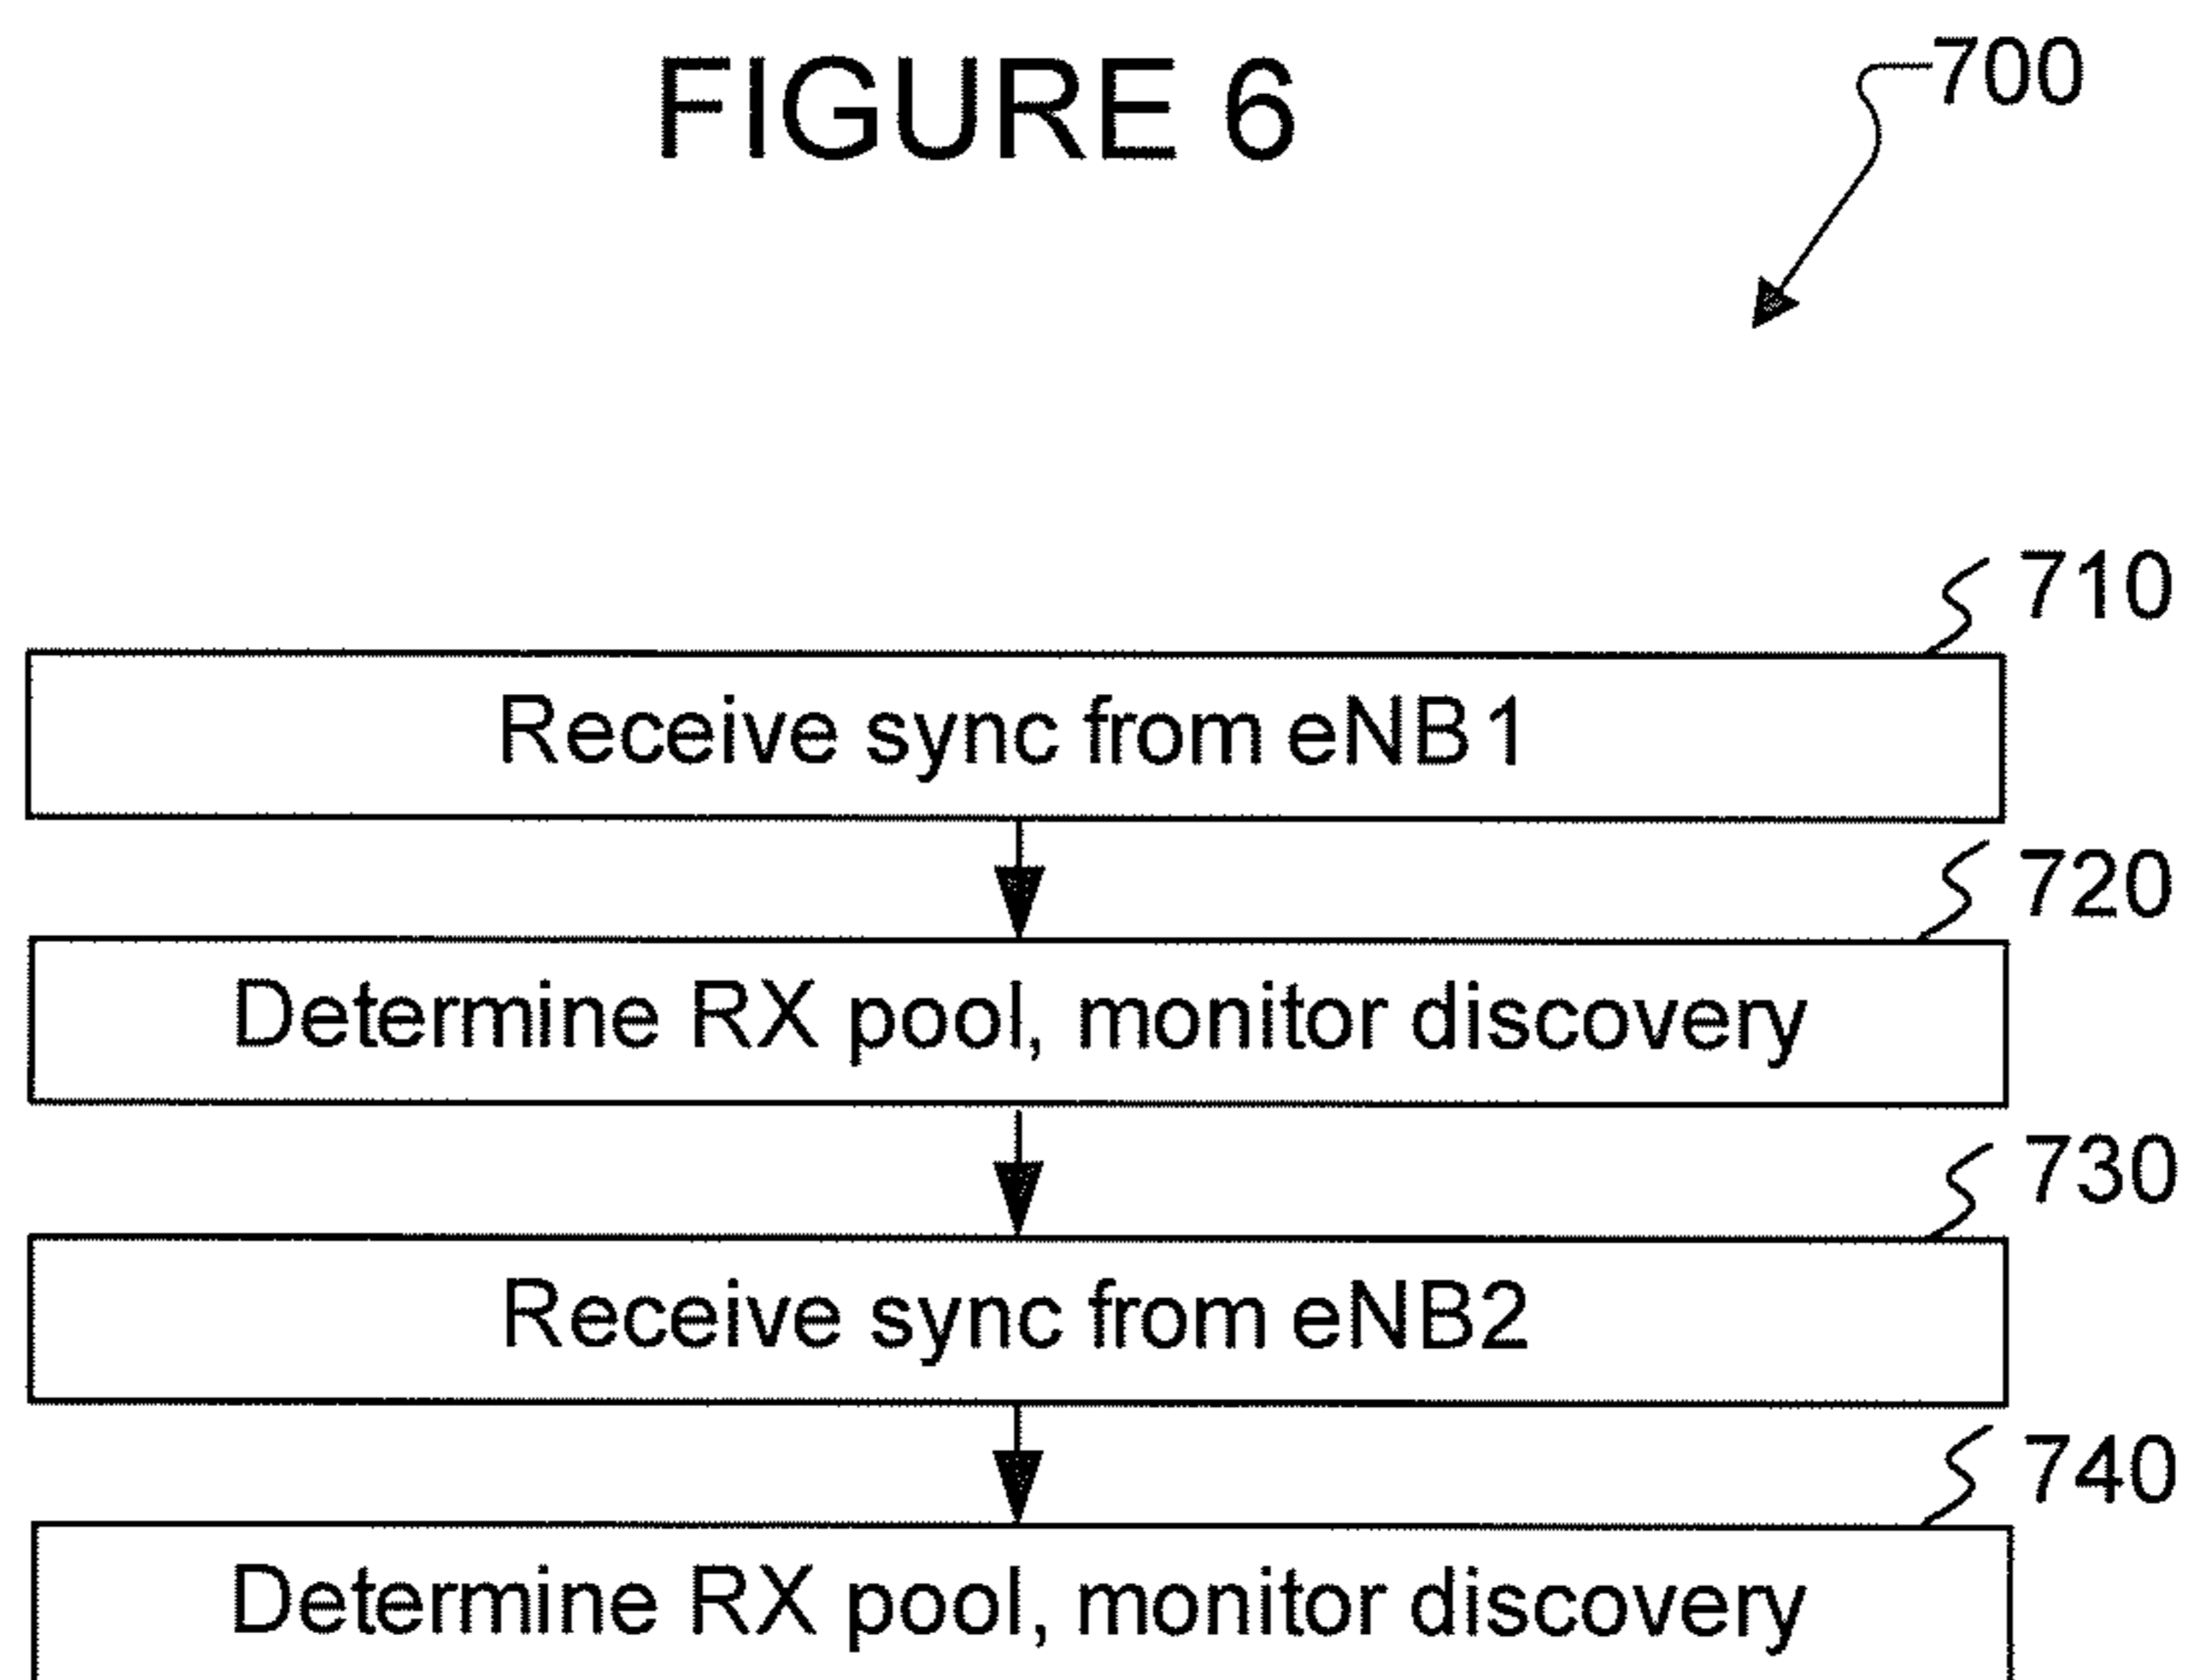 FIGURE 6
700
710
Receive sync from eNB1
720
Determine RX pool, monitor discovery
730
Receive sync from eNB2
740
Determine RX pool, monitor discovery